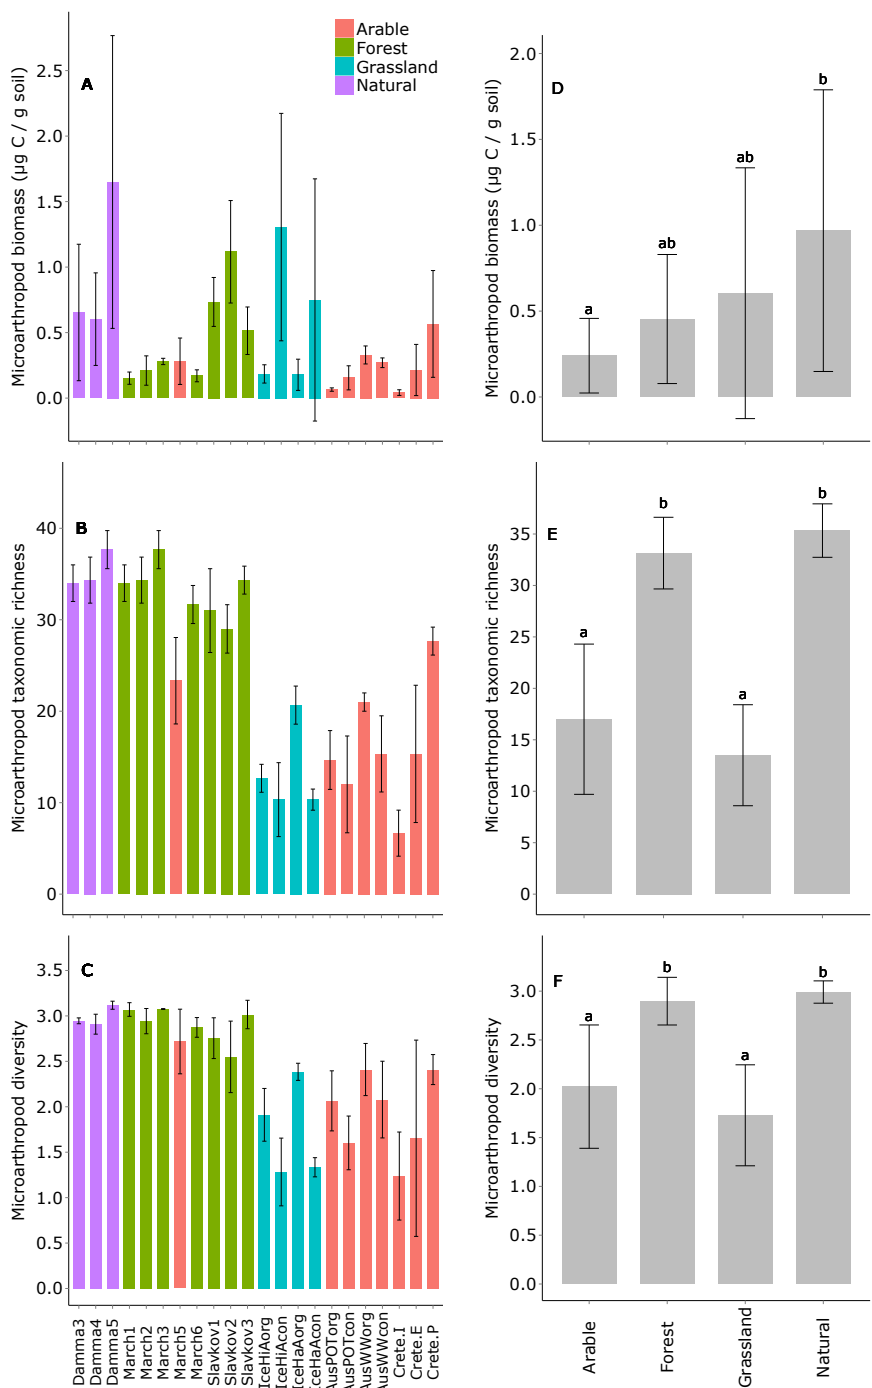 Arable
Forest
Grassland
Natural
A
Microarthropod biomass (µg C / g soil)
2.5
2.0
1.5
1.0
0.5
0.0
D
Microarthropod biomass (µg C / g soil)
2.0
1.5
1.0
0.5
0.0
a
ab
ab
b
B
Microarthropod taxonomic richness
40
30
20
10
0
E
Microarthropod taxonomic richness
35
30
25
20
15
10
5
0
a
b
a
b
C
Microarthropod diversity
3.5
3.0
2.5
2.0
1.5
1.0
0.5
0.0
Damma3
Damma4
Damma5
March1
March2
March3
March5
March6
Slavkov1
Slavkov2
Slavkov3
IceHiAorg
IceHiAcon
IceHaAorg
IceHaAcon
AusPOTorg
AusPOTcon
AusWWorg
AusWWcon
Crete.I
Crete.E
Crete.P
F
Microarthropod diversity
3.0
2.5
2.0
1.5
1.0
0.5
0.0
a
b
a
b
Arable
Forest
Grassland
Natural